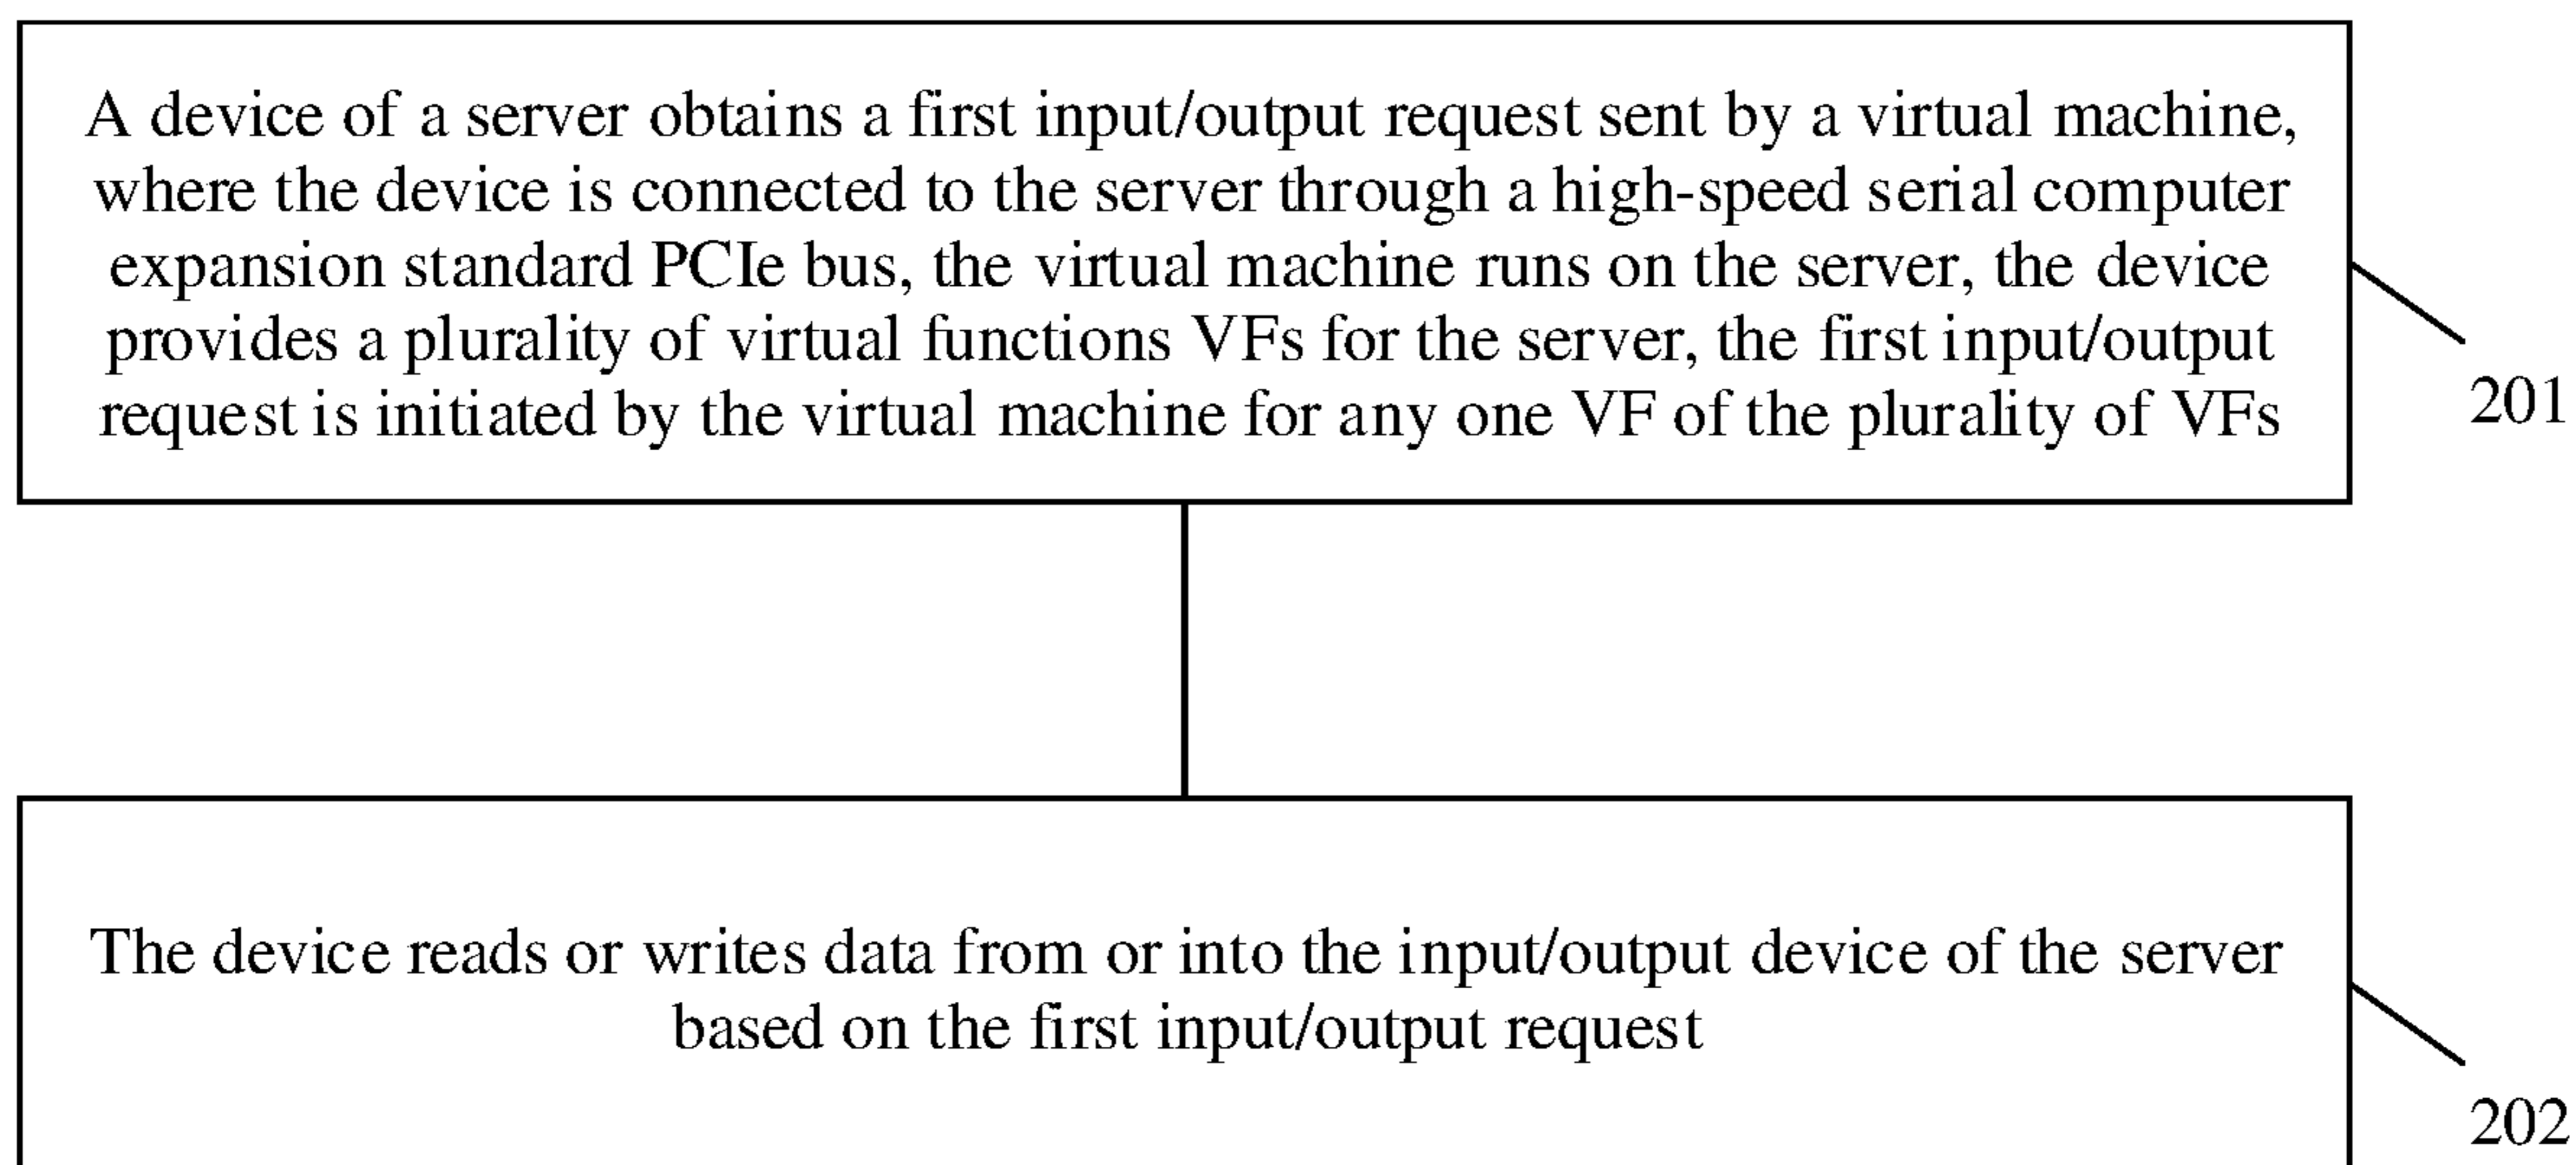 A device of a server obtains a first input/output request sent by a virtual machine,
where the device is connected to the server through a high-speed serial computer
expansion standard PCIe bus, the virtual machine runs on the server, the device
provides a plurality of virtual functions VFs for the server, the first input/output
request is initiated by the virtual machine for any one VF of the plurality of VFs
201
The device reads or writes data from or into the input/output device of the server
based on the first input/output request
202